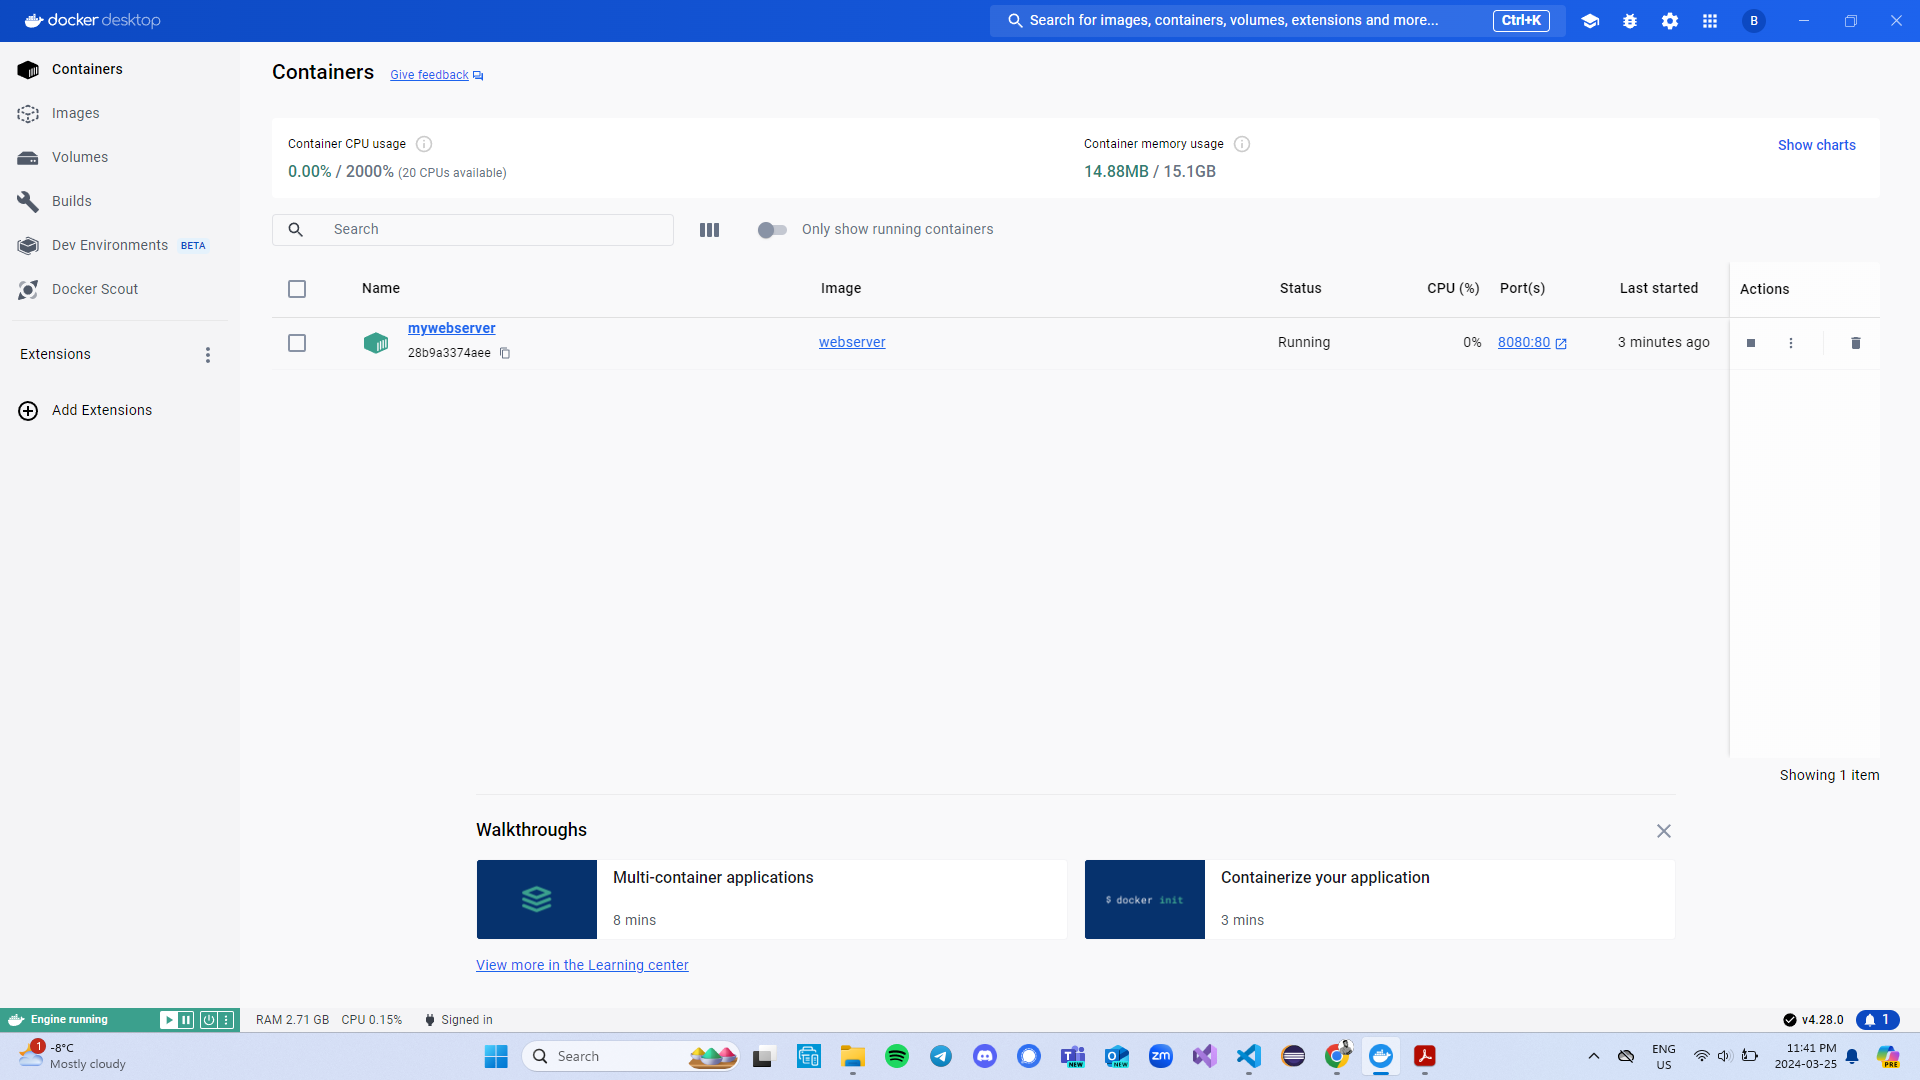 docker desktop
Search for images, containers, volumes, extensions and more...
Ctrl+K
B
Containers
Images
Volumes
Builds
Dev Environments BETA
Docker Scout
Extensions
Add Extensions
Containers
Give feedback
Container CPU usage
0.00% / 2000% (20 CPUs available)
Container memory usage
14.88MB / 15.1GB
Show charts
Search
Only show running containers
Name Image Status CPU (%) Port(s) Last started Actions
mywebserver
28b9a3374aee
webserver
Running
0%
8080:80
3 minutes ago
Showing 1 item
Walkthroughs
Multi-container applications
8 mins
$ docker init
Containerize your application
3 mins
View more in the Learning center
Engine running
RAM 2.71 GB CPU 0.15% Signed in
v4.28.0
1
1
-8°C
Mostly cloudy
Search
NEW
NEW
zm
PRE
ENG
US
11:41 PM
2024-03-25